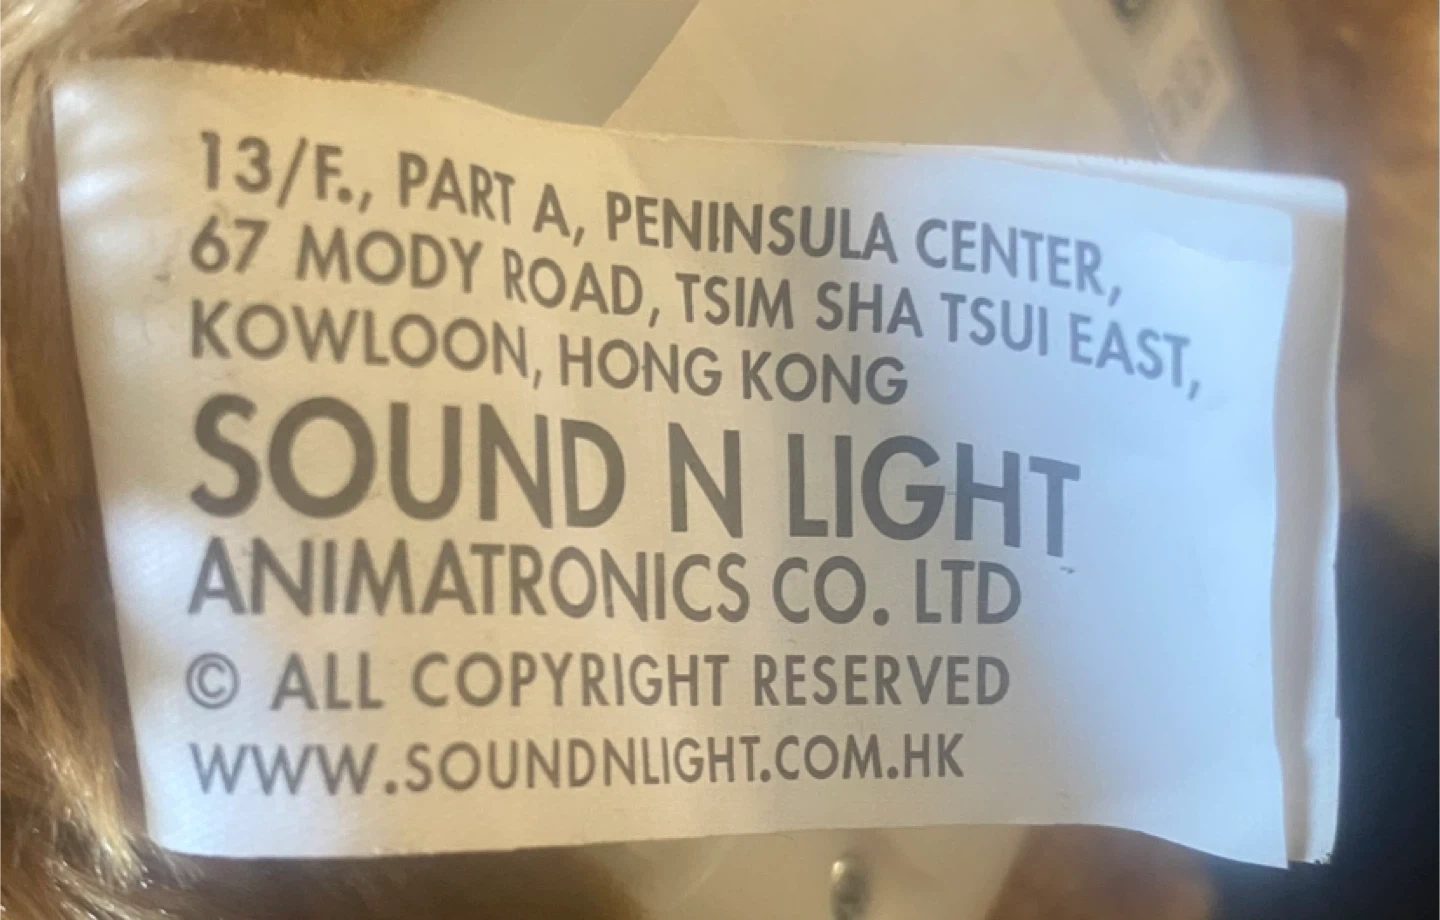 13/F., PART A, PENINSULA CENTER,
67 MODY ROAD, TSIM SHA TSUI EAST,
KOWLOON, HONG KONG
SOUND N LIGHT
ANIMATRONICS CO. LTD
© ALL COPYRIGHT RESERVED
WWW.SOUNDNLIGHT.COM.HK